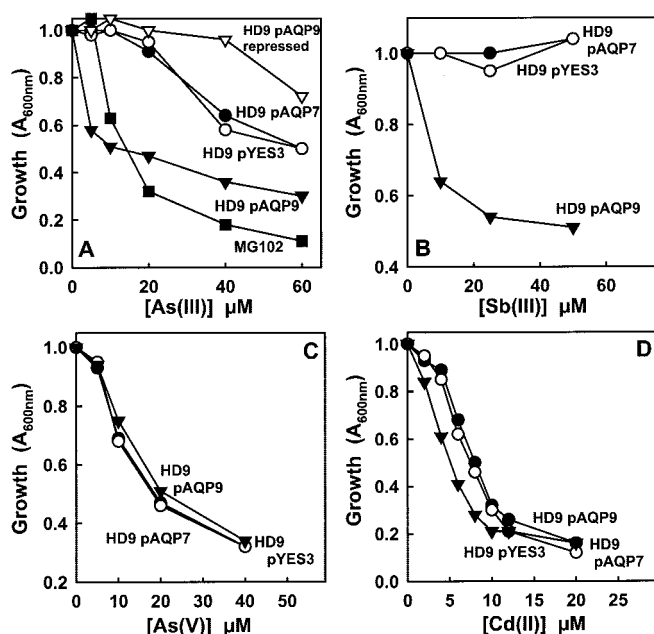 HD9 pAQP9
repressed
HD9 pAQP7
HD9 pYES3
HD9 pAQP9
MG102
A
Growth (A600nm)
1.0
0.8
0.6
0.4
0.2
0.0
0 20 40 60
[As(III)] μM
HD9
pAQP7
HD9 pYES3
HD9 pAQP9
B
Growth (A600nm)
1.0
0.8
0.6
0.4
0 20 40 60
[Sb(III)] μM
C
HD9
pAQP9
HD9 pAQP7
HD9
pYES3
Growth (A600nm)
1.0
0.8
0.6
0.4
0.2
0 10 20 30 40 50
[As(V)] μM
D
HD9 pAQP9
HD9 pYES3
HD9
pAQP7
Growth (A600nm)
1.0
0.8
0.6
0.4
0.2
0.0
0 5 10 15 20 25
[Cd(II)] μM